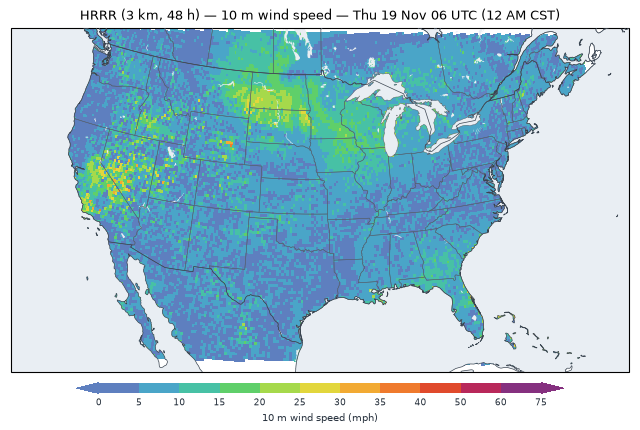 HRRR (3 km, 48 h) — 10 m wind speed — Thu 19 Nov 06 UTC (12 AM CST)
0 5 10 15 20 25 30 35 40 50 60 75
10 m wind speed (mph)